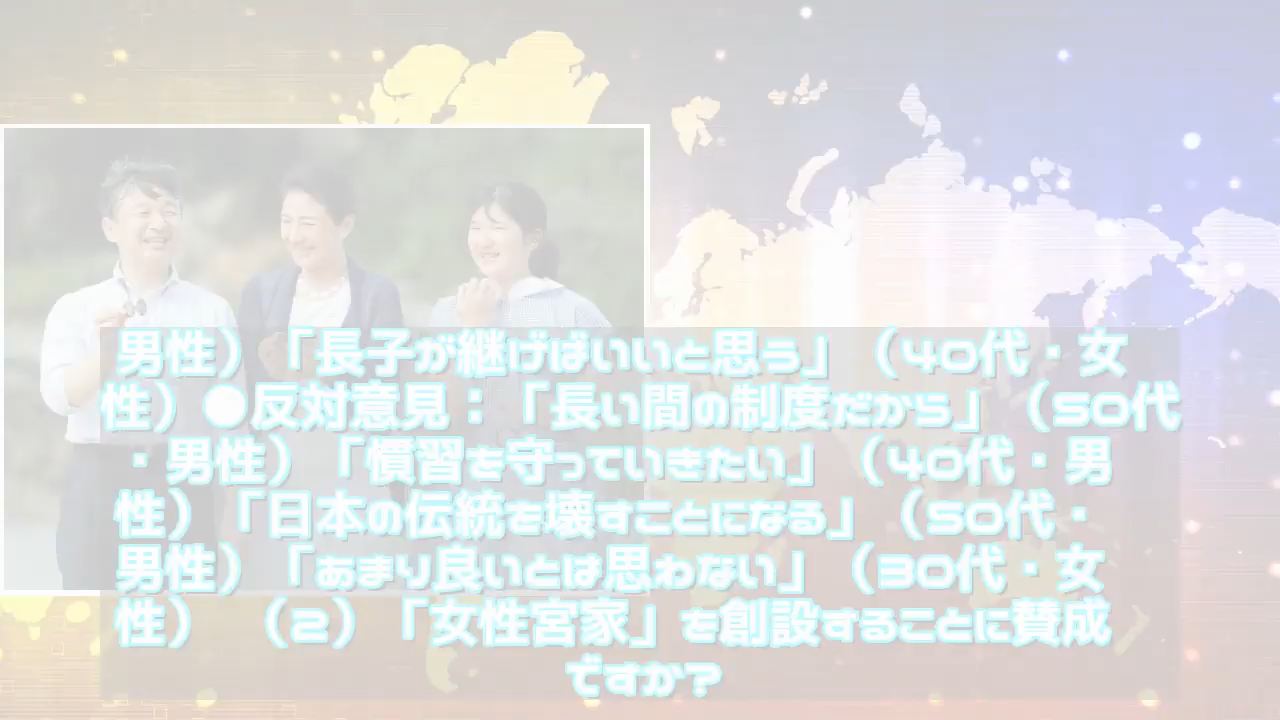 男性）「長子が継げばいいと思う」（40代・女
性）●反対意見：「長い間の制度だから」（50代
・男性）「慣習を守っていきたい」（40代・男
性）「日本の伝統を壊すことになる」（50代・
男性）「あまり良いとは思わない」（30代・女
性）　（2）「女性宮家」を創設することに賛成
ですか？